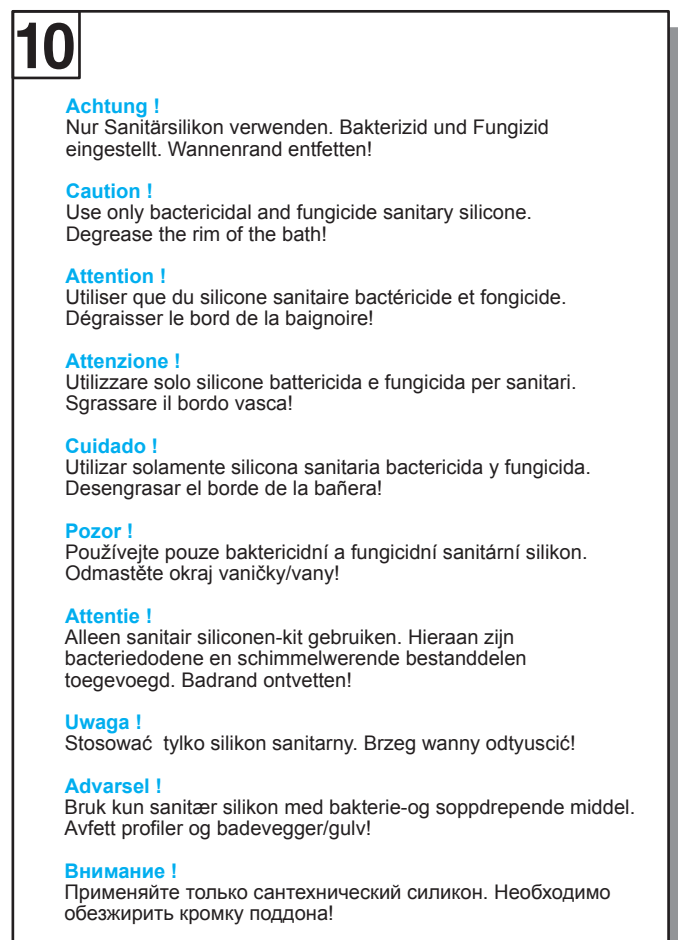 10
Achtung !
Nur Sanitärsilikon verwenden. Bakterizid und Fungizid
eingestellt. Wannenrand entfetten!
Caution !
Use only bactericidal and fungicide sanitary silicone.
Degrease the rim of the bath!
Attention !
Utiliser que du silicone sanitaire bactéricide et fongicide.
Dégraisser le bord de la baignoire!
Attenzione !
Utilizzare solo silicone battericida e fungicida per sanitari.
Sgrassare il bordo vasca!
Cuidado !
Utilizar solamente silicona sanitaria bactericida y fungicida.
Desengrasar el borde de la bañera!
Pozor !
Používejte pouze baktericidní a fungicidní sanitární silikon.
Odmastěte okraj vaničky/vany!
Attentie !
Alleen sanitair siliconen-kit gebruiken. Hieraan zijn
bacteriedodene en schimmelwerende bestanddelen
toegevoegd. Badrand ontvetten!
Uwaga !
Stosować  tylko silikon sanitarny. Brzeg wanny odtyuscić!
Advarsel !
Bruk kun sanitær silikon med bakterie-og soppdrepende middel.
Avfett profiler og badevegger/gulv!
Внимание !
Применяйте только сантехнический силикон. Необходимо
обезжирить кромку поддона!